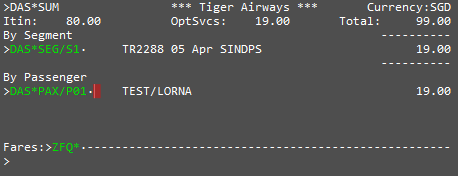 >DAS*SUM *** Tiger Airways *** Currency:SGD
Itin: 80.00 OptSvcs: 19.00 Total: 99.00
By Segment ----------
>DAS*SEG/S1· TR2288 05 Apr SINDPS 19.00
----------
By Passenger
>DAS*PAX/P01· TEST/LORNA 19.00
Fares:>ZFQ*·----------------------------------------------------
>